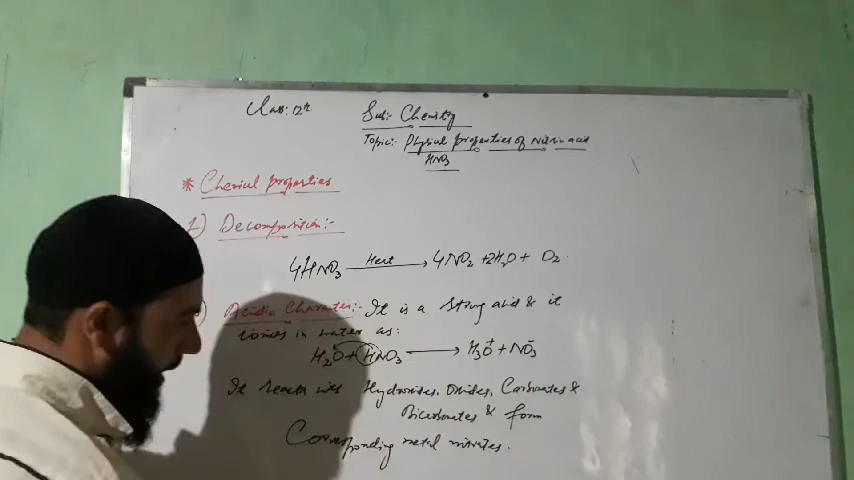 Class: 12th
Sub:- Chemistry
Topic:- Physical properties of Nitric acid
HNO3
* Chemical properties
1) Decomposition:-
4HNO3 Heat → 4NO2 + 2H2O + O2
) Acidic Character:- It is a strong acid & it
ionises in water as:
H2O + HNO3 → H3O+ + NO3-
It reacts with Hydroxides, Oxides, Carbonates &
Bicarbonates & form
Corresponding metal nitrates.